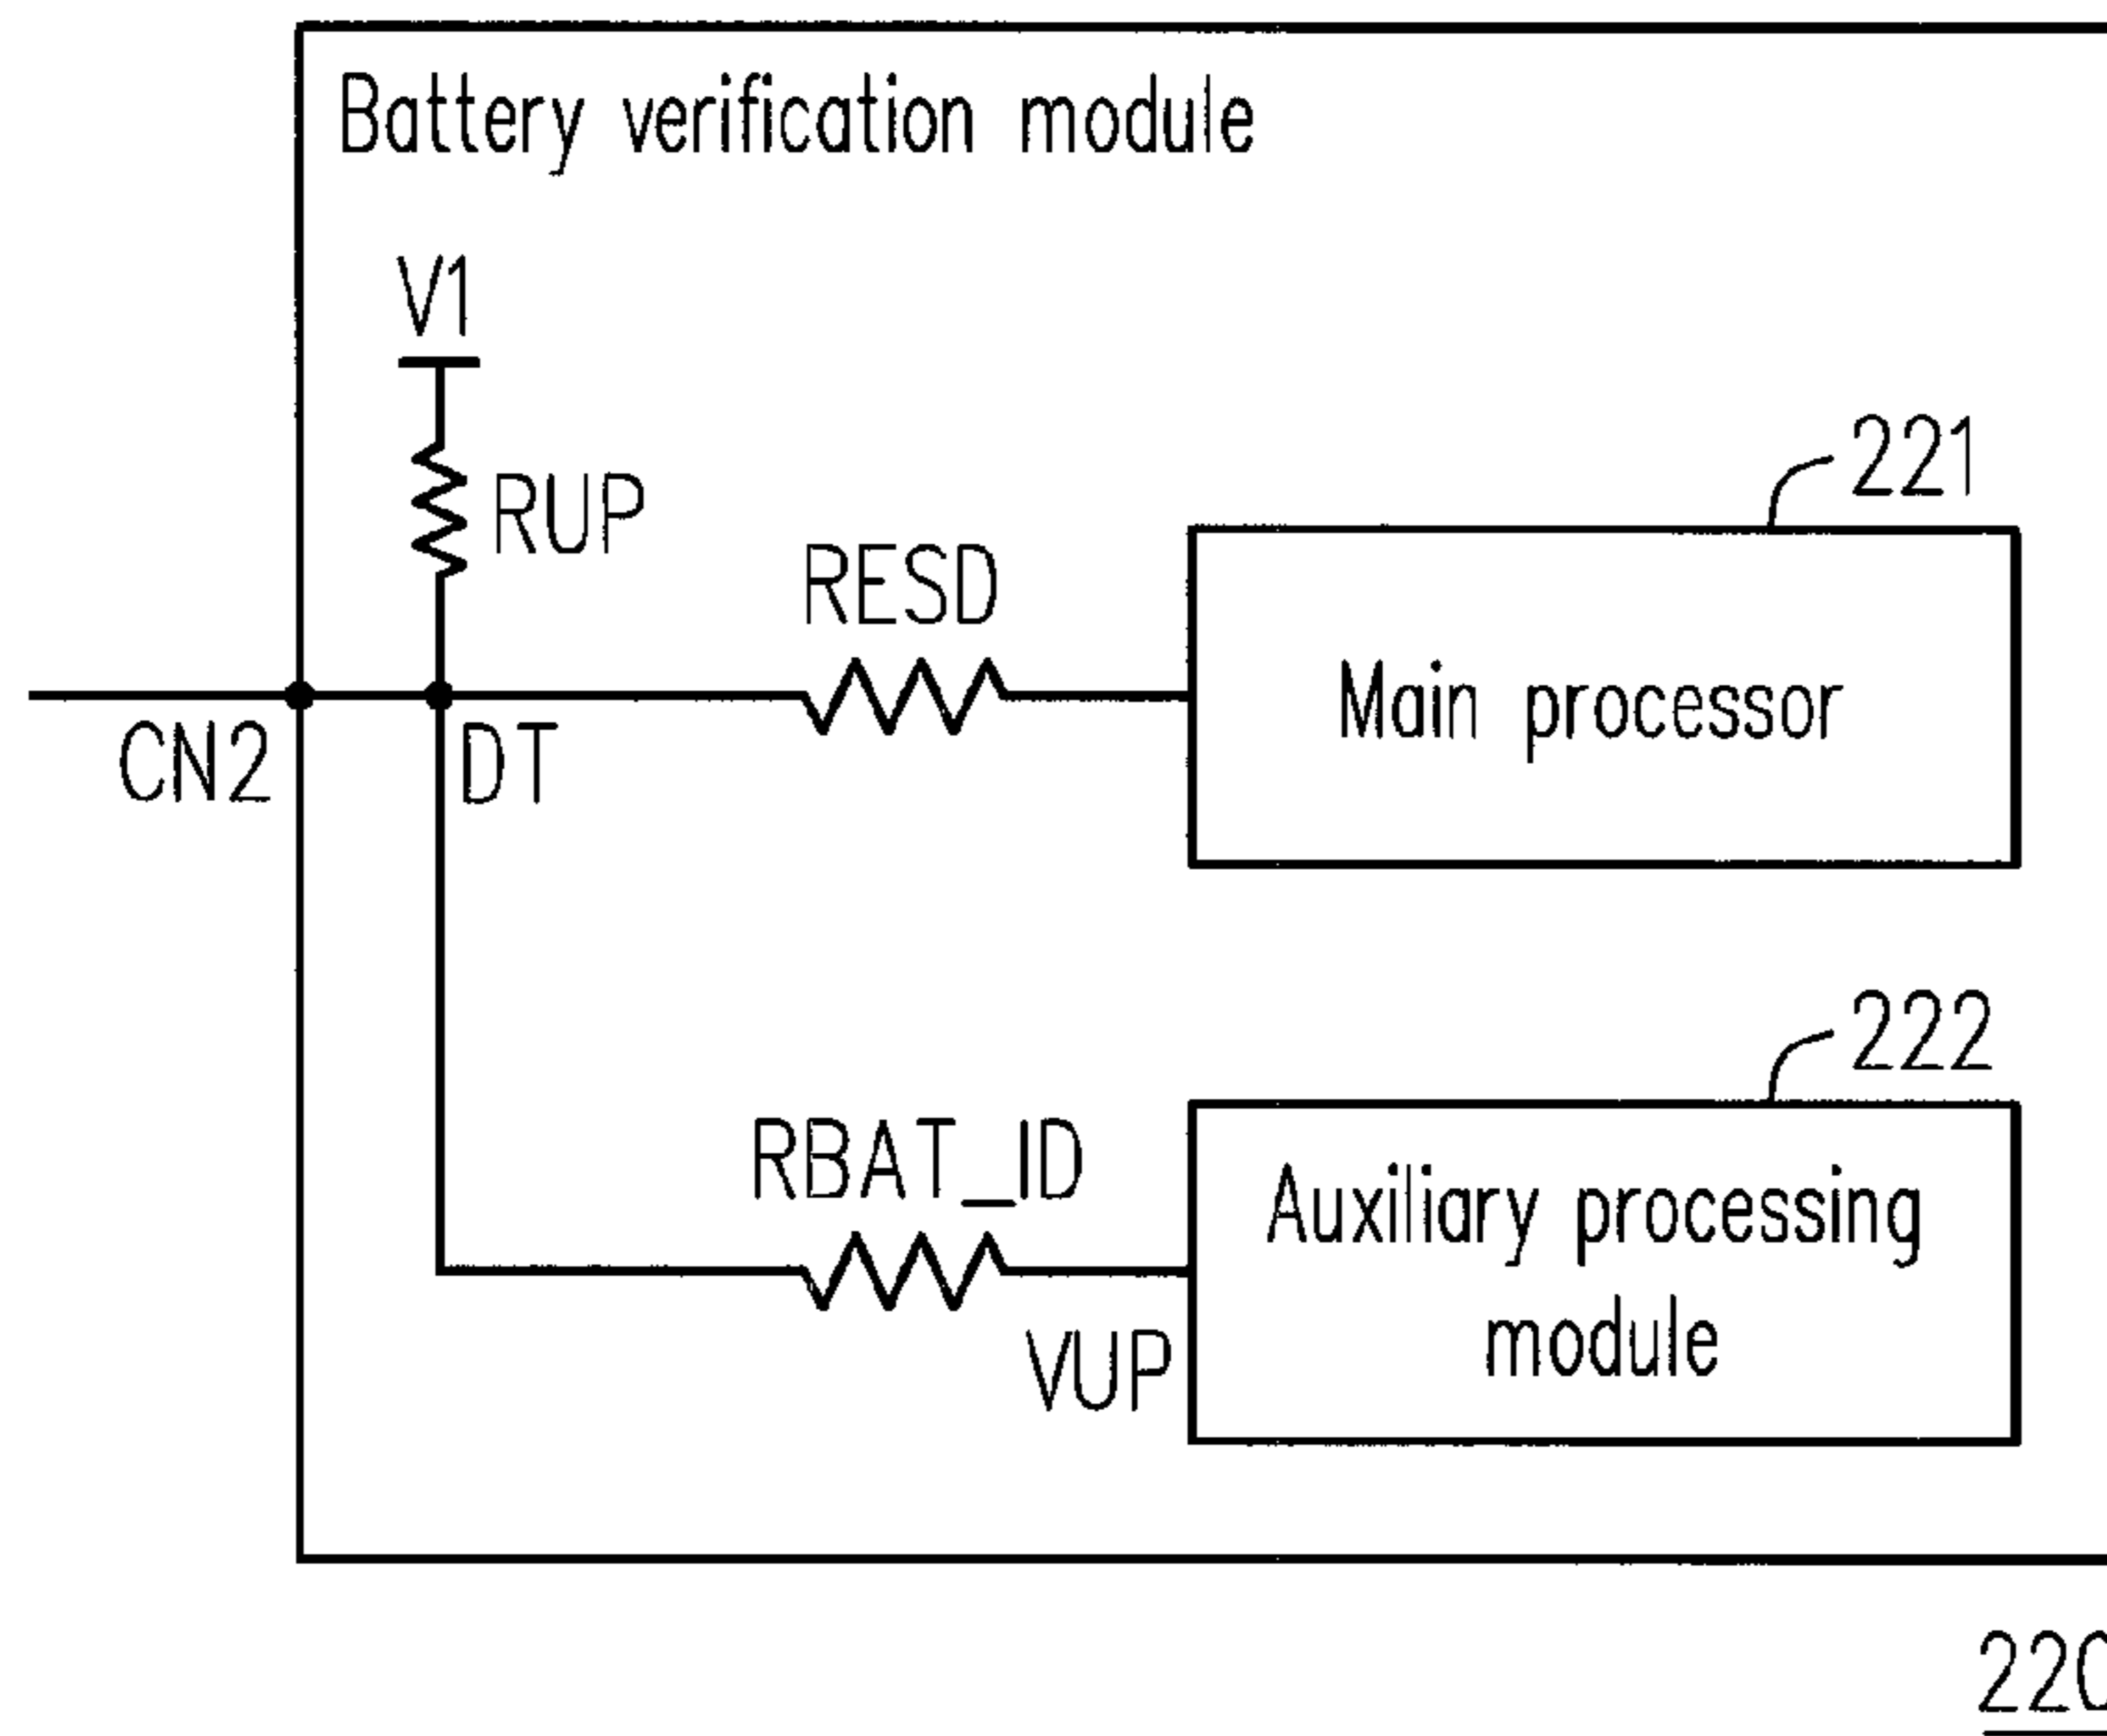 Battery verification module
V1
RUP
RESD
221
Main processor
CN2
DT
222
RBAT_ID
Auxiliary processing
module
VUP
220